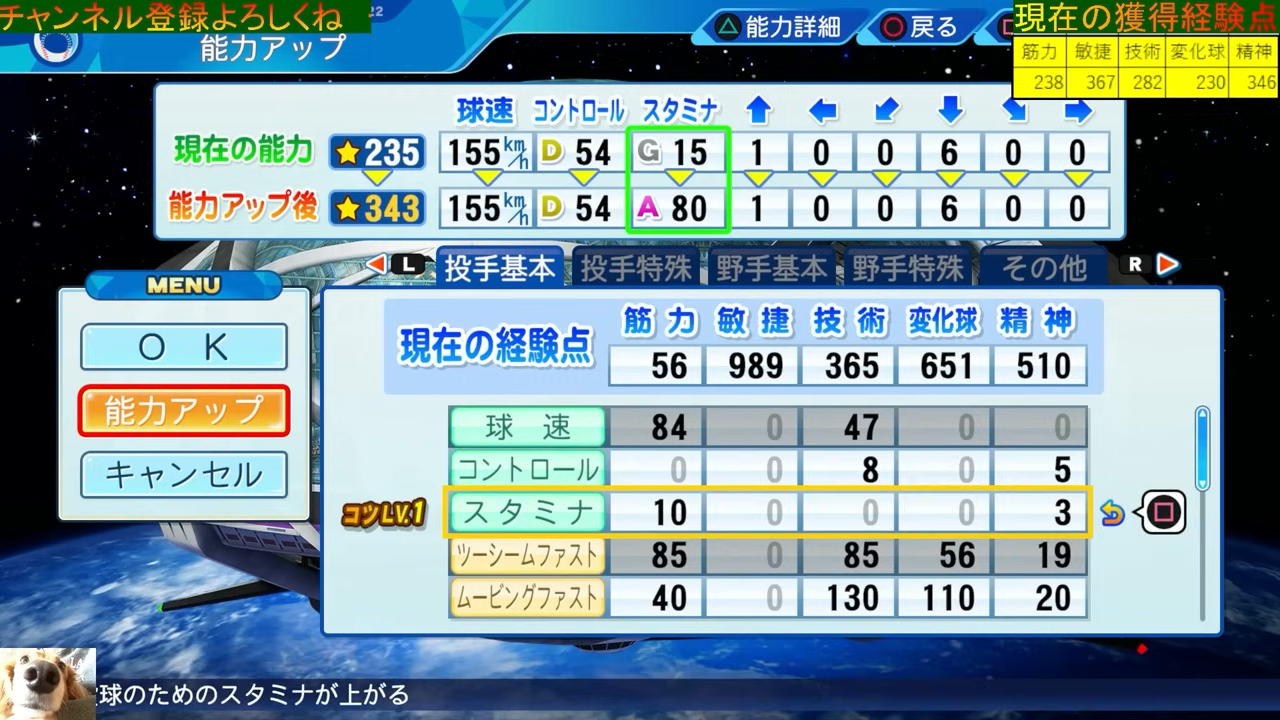 チャンネル登録よろしくね
22
能力アップ
△能力詳細 ○戻る
現在の獲得経験点
筋力 敏捷 技術 変化球 精神
238 367 282 230 346
球速 コントロール スタミナ ↑ ← ↙ ↓ ↘ →
現在の能力 ★235 155km/h D 54 G 15 1 0 0 6 0 0
能力アップ後 ★343 155km/h D 54 A 80 1 0 0 6 0 0
L 投手基本 投手特殊 野手基本 野手特殊 その他 R
MENU
OK
能力アップ
キャンセル
筋力 敏捷 技術 変化球 精神
現在の経験点 56 989 365 651 510
球速 84 0 47 0 0
コントロール 0 0 8 0 5
コツLV.1 スタミナ 10 0 0 0 3
ツーシームファスト 85 0 85 56 19
ムービングファスト 40 0 130 110 20
球のためのスタミナが上がる